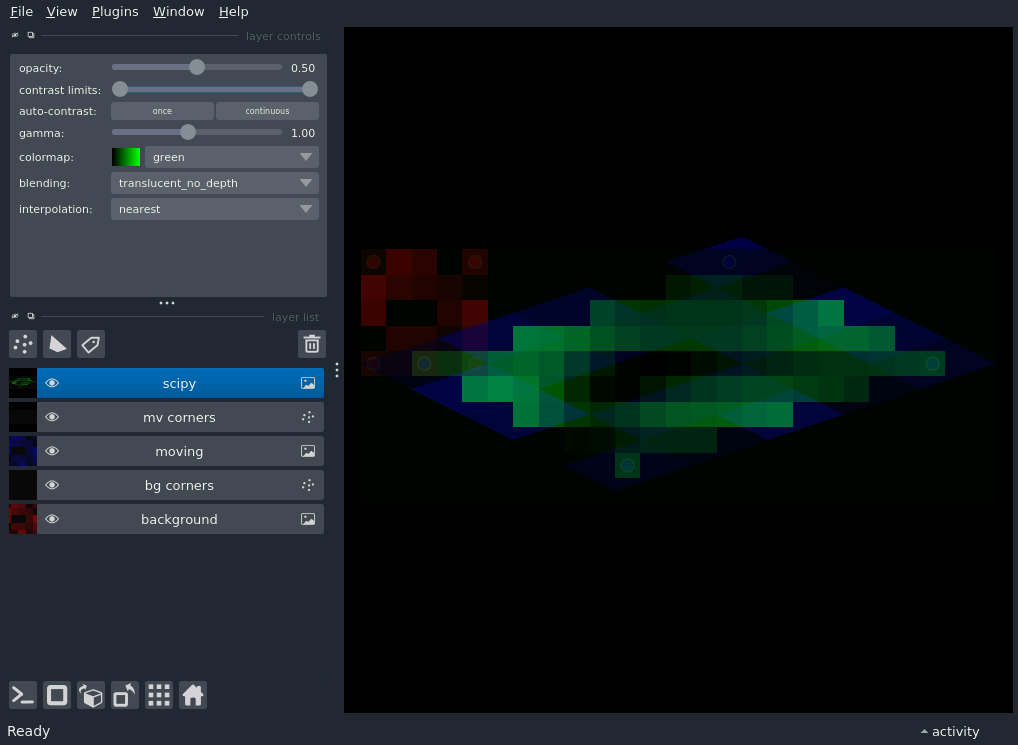 File View Plugins Window Help
layer controls
opacity: 0.50
contrast limits:
auto-contrast: once continuous
gamma: 1.00
colormap: green
blending: translucent_no_depth
interpolation: nearest
layer list
scipy
mv corners
moving
bg corners
background
Ready activity